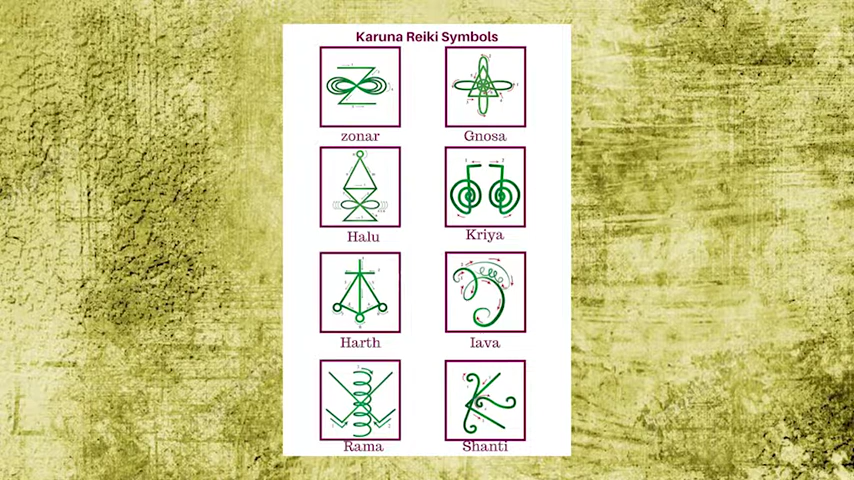 Karuna Reiki Symbols
zonar
Gnosa
Halu
Kriya
Harth
Iava
Rama
Shanti